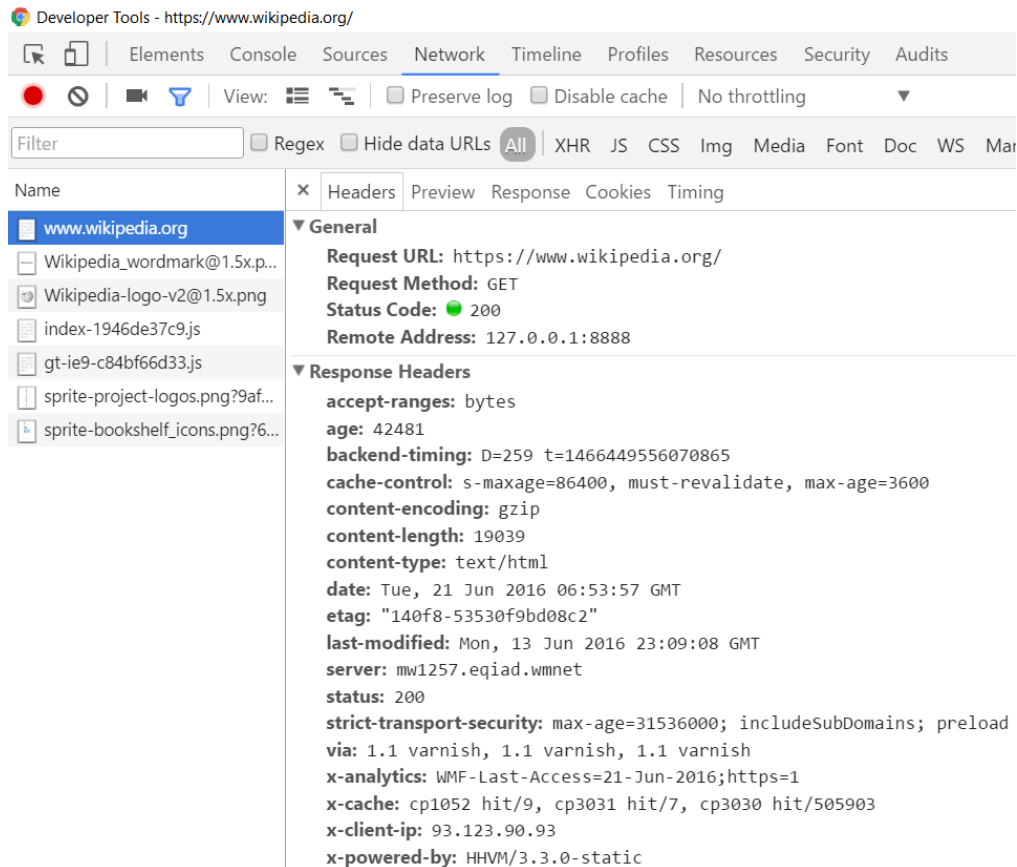 Developer Tools - https://www.wikipedia.org/
Elements Console Sources Network Timeline Profiles Resources Security Audits
View: Preserve log Disable cache No throttling
Filter Regex Hide data URLs All XHR JS CSS Img Media Font Doc WS Man
Name
www.wikipedia.org
Wikipedia_wordmark@1.5x.p...
Wikipedia-logo-v2@1.5x.png
index-1946de37c9.js
gt-ie9-c84bf66d33.js
sprite-project-logos.png?9af...
sprite-bookshelf_icons.png?6...
× Headers Preview Response Cookies Timing
General
Request URL: https://www.wikipedia.org/
Request Method: GET
Status Code: 200
Remote Address: 127.0.0.1:8888
Response Headers
accept-ranges: bytes
age: 42481
backend-timing: D=259 t=1466449556070865
cache-control: s-maxage=86400, must-revalidate, max-age=3600
content-encoding: gzip
content-length: 19039
content-type: text/html
date: Tue, 21 Jun 2016 06:53:57 GMT
etag: "140f8-53530f9bd08c2"
last-modified: Mon, 13 Jun 2016 23:09:08 GMT
server: mw1257.eqiad.wmnet
status: 200
strict-transport-security: max-age=31536000; includeSubDomains; preload
via: 1.1 varnish, 1.1 varnish, 1.1 varnish
x-analytics: WMF-Last-Access=21-Jun-2016;https=1
x-cache: cp1052 hit/9, cp3031 hit/7, cp3030 hit/505903
x-client-ip: 93.123.90.93
x-powered-by: HHVM/3.3.0-static